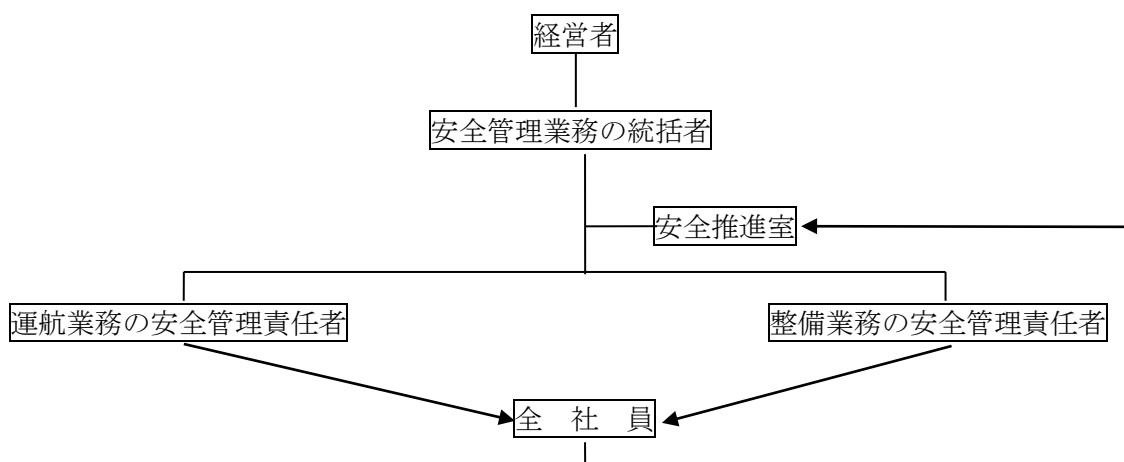 経営者
安全管理業務の統括者
安全推進室
運航業務の安全管理責任者
整備業務の安全管理責任者
全　社　員